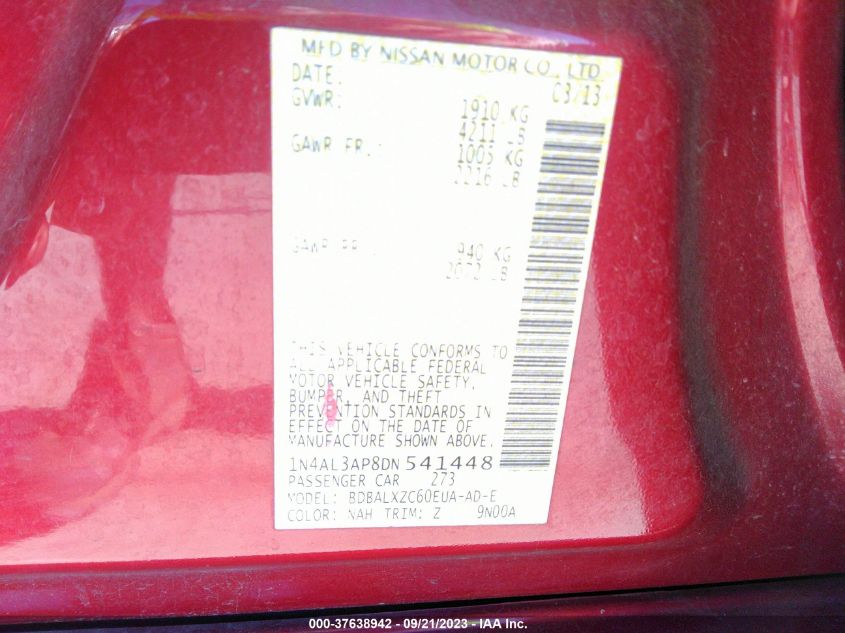 MFD BY NISSAN MOTOR CO., LTD
DATE: 03/13
GVWR: 1910 KG
4211 LB
GAWR FR.: 1005 KG
2216 LB
GAWR RR.: 940 KG
2072 LB
THIS VEHICLE CONFORMS TO
ALL APPLICABLE FEDERAL
MOTOR VEHICLE SAFETY,
BUMPER, AND THEFT
PREVENTION STANDARDS IN
EFFECT ON THE DATE OF
MANUFACTURE SHOWN ABOVE.
1N4AL3AP8DN541448
PASSENGER CAR 273
MODEL: BDBALXZC60EUA-AD-E
COLOR: NAH TRIM: Z 9N00A
000-37638942 - 09/21/2023 - IAA Inc.